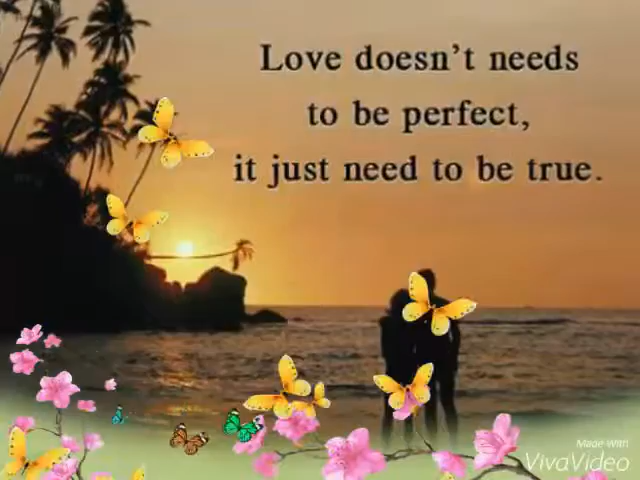 Love doesn't needs
to be perfect,
it just need to be true.
Made With
VivaVideo